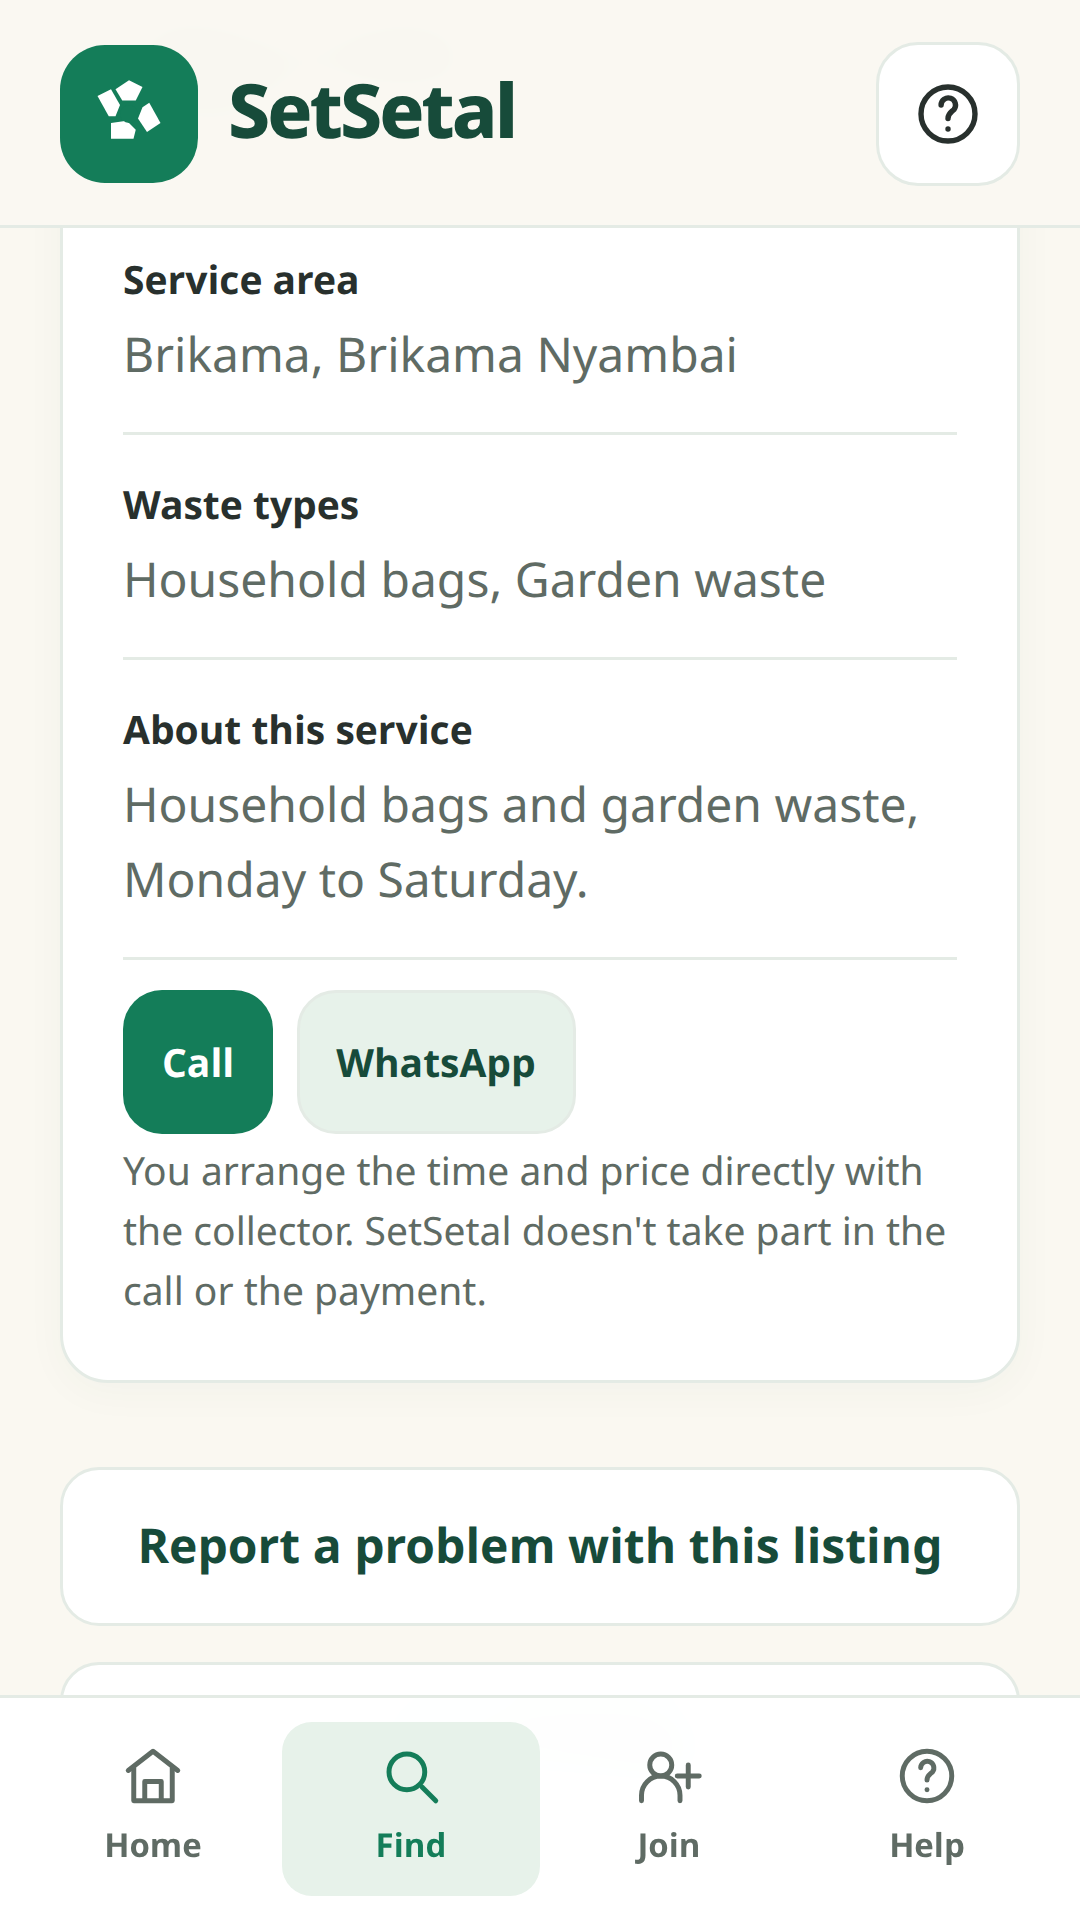 SetSetal
Service area
Brikama, Brikama Nyambai
Waste types
Household bags, Garden waste
About this service
Household bags and garden waste,
Monday to Saturday.
Call
WhatsApp
You arrange the time and price directly with
the collector. SetSetal doesn't take part in the
call or the payment.
Report a problem with this listing
Home
Find
Join
Help